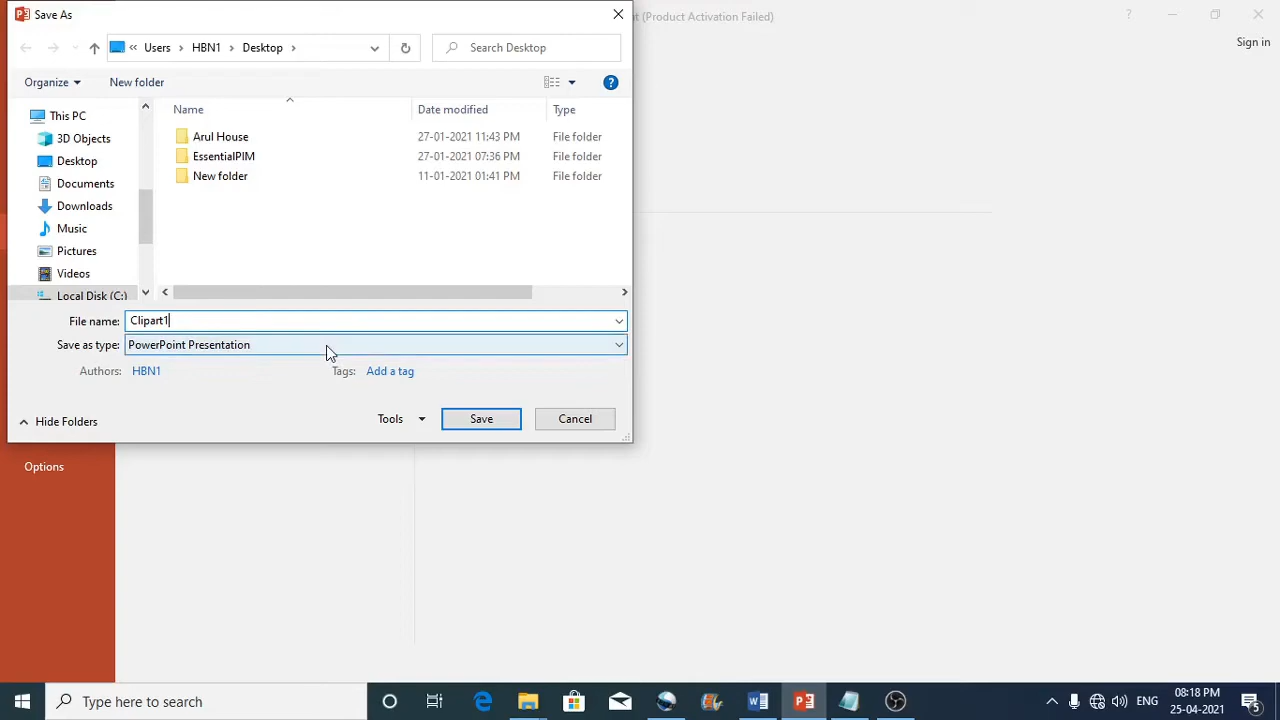 Save As
nt (Product Activation Failed)
Sign in
« Users › HBN1 › Desktop ›
Search Desktop
Organize
New folder
Name
Date modified
Type
This PC
3D Objects
Desktop
Documents
Downloads
Music
Pictures
Videos
Local Disk (C:)
Arul House 27-01-2021 11:43 PM File folder
EssentialPIM 27-01-2021 07:36 PM File folder
New folder 11-01-2021 01:41 PM File folder
File name: Clipart1
Save as type: PowerPoint Presentation
Authors: HBN1
Tags: Add a tag
Hide Folders
Tools
Save
Cancel
Options
Type here to search
ENG
08:18 PM
25-04-2021
5